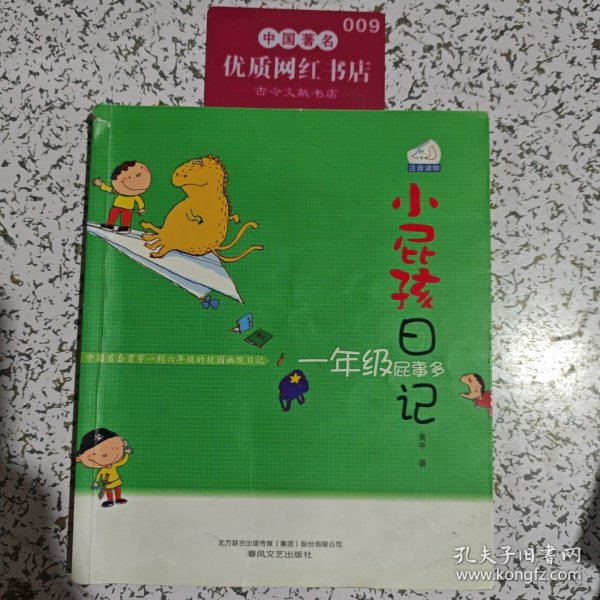 009
中国著名
优质网红书店
古今文献书店
注音读物
小屁孩日记
一年级屁事多
中国首套贯穿一到六年级的校园幽默日记
黄宇 著
北方联合出版传媒（集团）股份有限公司
春风文艺出版社
孔夫子旧书网
www.kongfz.com